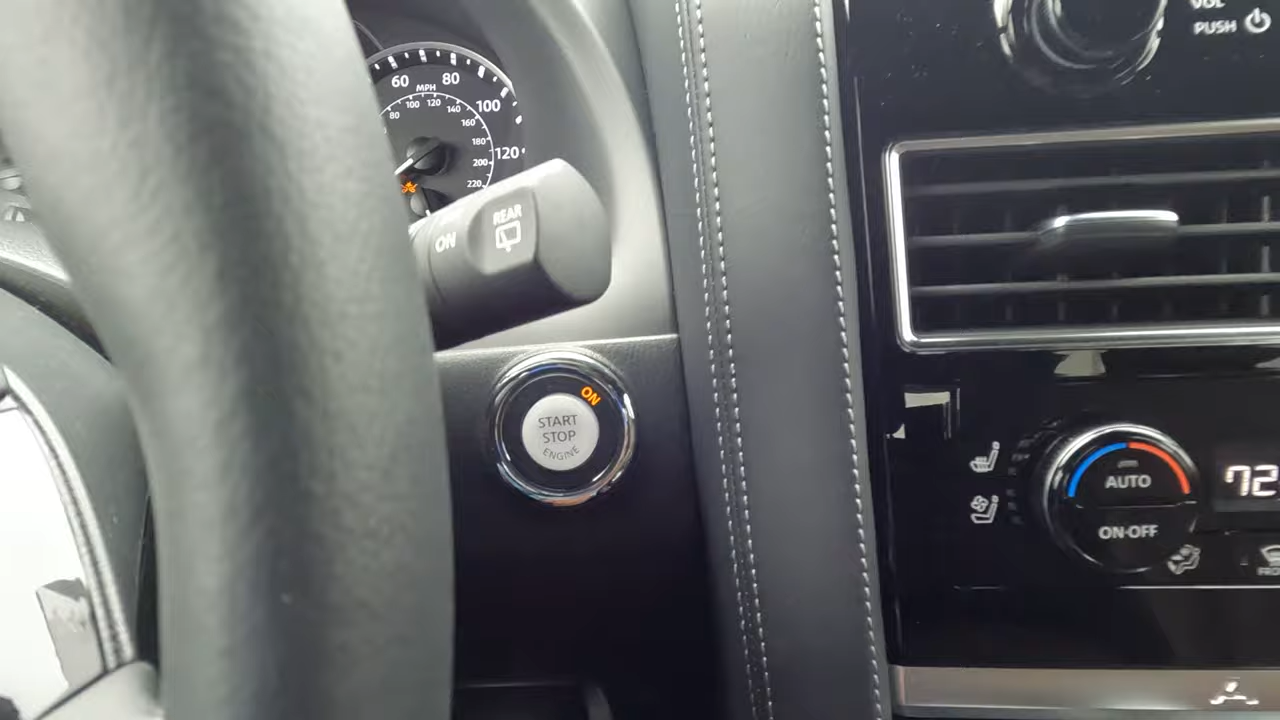 60
80
MPH
100
120
80
100
120
140
160
180
200
220
ON
REAR
ON
START
STOP
ENGINE
VOL
PUSH
AUTO
ON·OFF
72